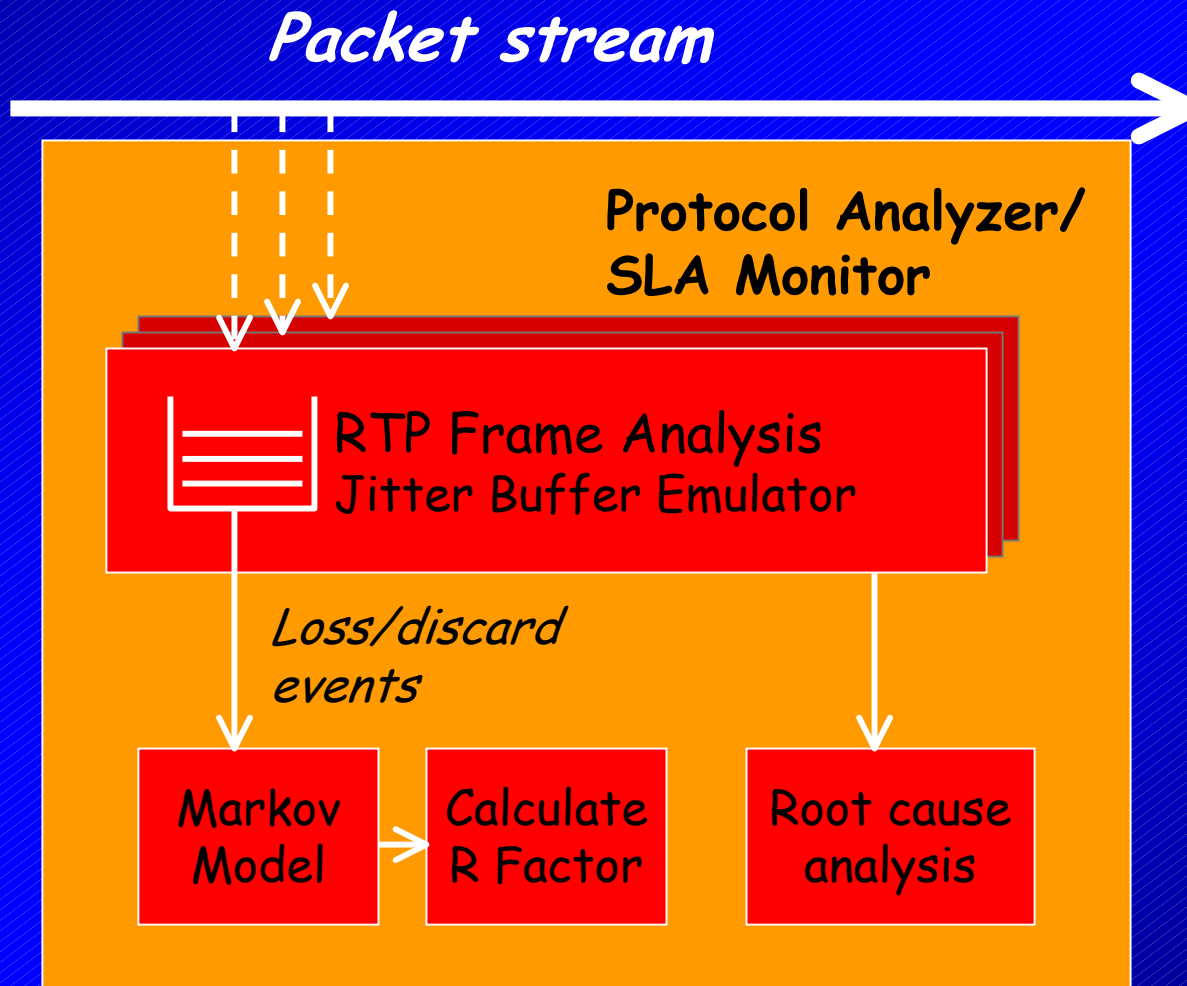 Packet stream
Protocol Analyzer/
SLA Monitor
RTP Frame Analysis
Jitter Buffer Emulator
Loss/discard
events
Markov
Model
Calculate
R Factor
Root cause
analysis